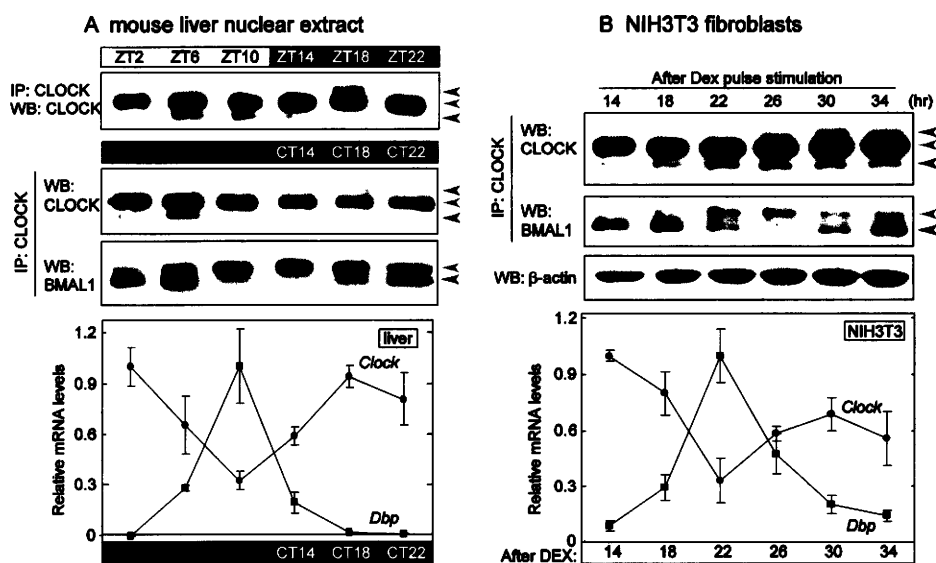 A mouse liver nuclear extract
ZT2 ZT6 ZT10 ZT14 ZT18 ZT22
IP: CLOCK
WB: CLOCK
CT14 CT18 CT22
IP: CLOCK
WB:
CLOCK
WB:
BMAL1
1.2
0.9
0.6
0.3
0
Relative mRNA levels
liver
Clock
Dbp
CT14 CT18 CT22
B NIH3T3 fibroblasts
After Dex pulse stimulation
14 18 22 26 30 34 (hr)
IP: CLOCK
WB:
CLOCK
WB:
BMAL1
WB: β-actin
1.2
0.9
0.6
0.3
0
Relative mRNA levels
NIH3T3
Clock
Dbp
After DEX: 14 18 22 26 30 34